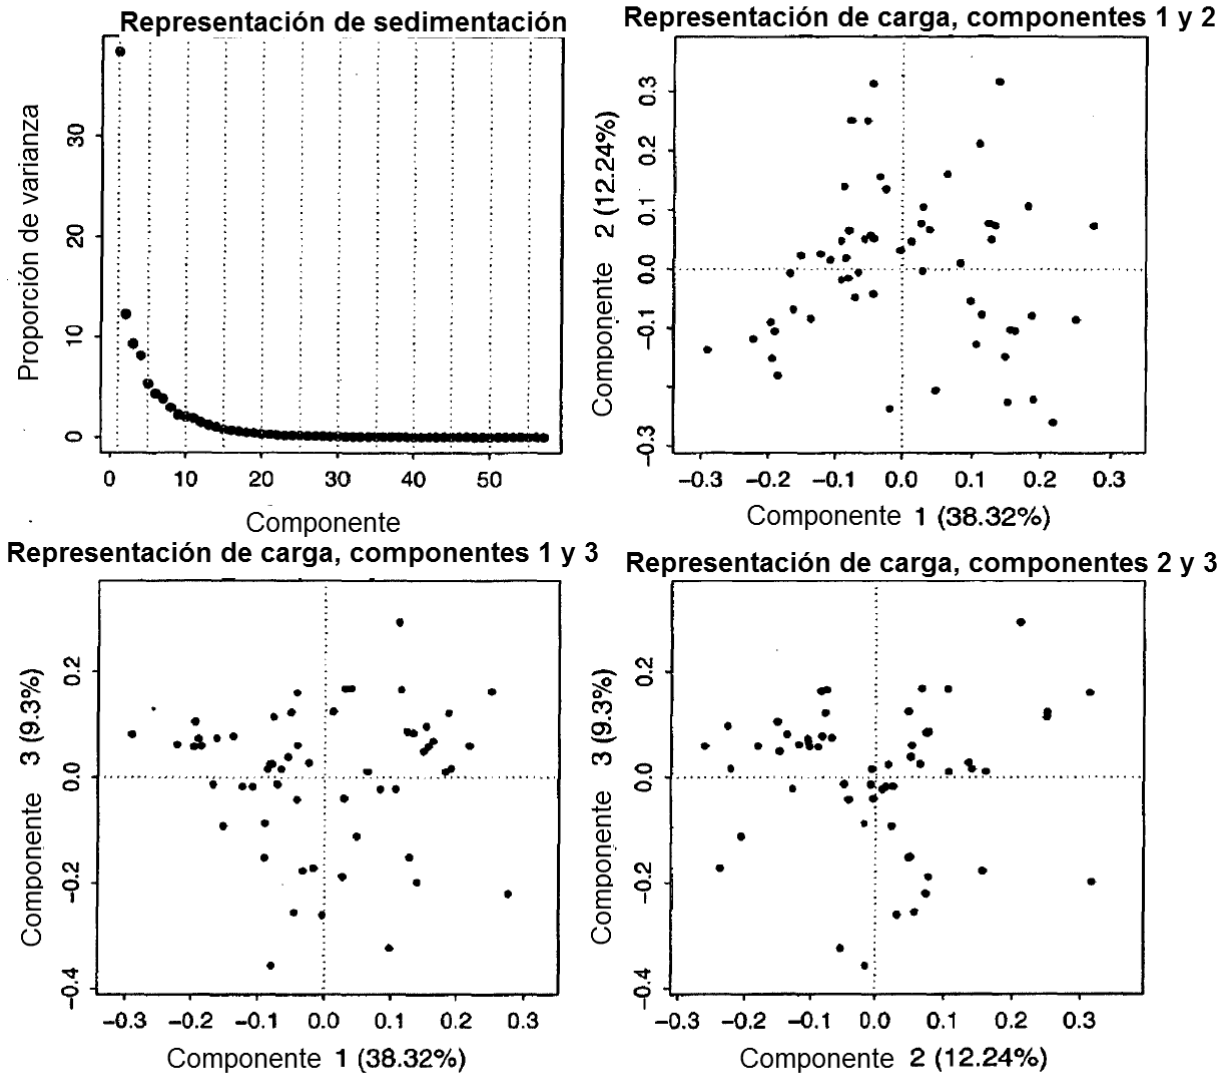 Representación de sedimentación
Proporción de varianza
30
20
10
0
0 10 20 30 40 50
Componente
Representación de carga, componentes 1 y 2
Componente 2 (12.24%)
0.3
0.2
0.1
0.0
−0.1
−0.3
−0.3 −0.2 −0.1 0.0 0.1 0.2 0.3
Componente 1 (38.32%)
Representación de carga, componentes 1 y 3
Componente 3 (9.3%)
0.2
0.0
−0.2
−0.4
−0.3 −0.2 −0.1 0.0 0.1 0.2 0.3
Componente 1 (38.32%)
Representación de carga, componentes 2 y 3
Componente 3 (9.3%)
0.2
0.0
−0.2
−0.4
−0.3 −0.2 −0.1 0.0 0.1 0.2 0.3
Componente 2 (12.24%)